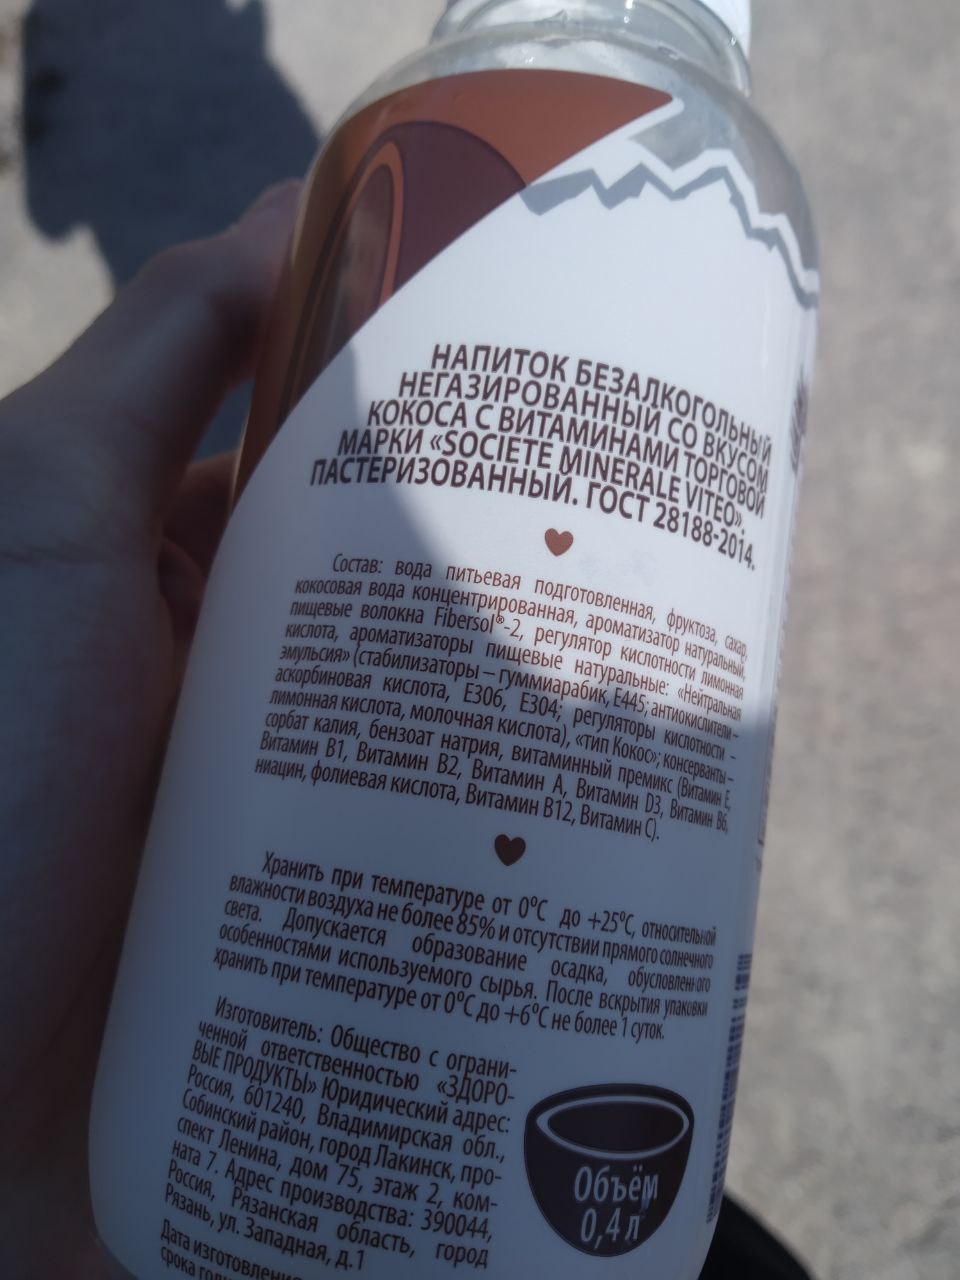 НАПИТОК БЕЗАЛКОГОЛЬНЫЙ
НЕГАЗИРОВАННЫЙ СО ВКУСОМ
КОКОСА С ВИТАМИНАМИ ТОРГОВОЙ
МАРКИ «SOCIETE MINERALE VITEO».
ПАСТЕРИЗОВАННЫЙ. ГОСТ 28188-2014.
Состав: вода питьевая подготовленная, фруктоза, сахар,
кокосовая вода концентрированная, ароматизатор натуральный,
пищевые волокна Fibersol®-2, регулятор кислотности лимонная
кислота, ароматизаторы пищевые натуральные: «Нейтральная
эмульсия» (стабилизаторы – гуммиарабик, Е445; антиокислители –
аскорбиновая кислота, Е306, Е304; регуляторы кислотности –
лимонная кислота, молочная кислота), «тип Кокос»; консерванты –
сорбат калия, бензоат натрия, витаминный премикс (Витамин Е,
Витамин В1, Витамин В2, Витамин А, Витамин D3, Витамин В6,
ниацин, фолиевая кислота, Витамин В12, Витамин С).
Хранить при температуре от 0°С до +25°С, относительной
влажности воздуха не более 85% и отсутствии прямого солнечного
света. Допускается образование осадка, обусловленного
особенностями используемого сырья. После вскрытия упаковки
хранить при температуре от 0°С до +6°С не более 1 суток.
Изготовитель: Общество с ограни-
ченной ответственностью «ЗДОРО-
ВЫЕ ПРОДУКТЫ» Юридический адрес:
Россия, 601240, Владимирская обл.,
Собинский район, город Лакинск, про-
спект Ленина, дом 75, этаж 2, ком-
ната 7. Адрес производства: 390044,
Россия, Рязанская область, город
Рязань, ул. Западная, д.1
Дата изготовления
срока
Объём
0,4 л